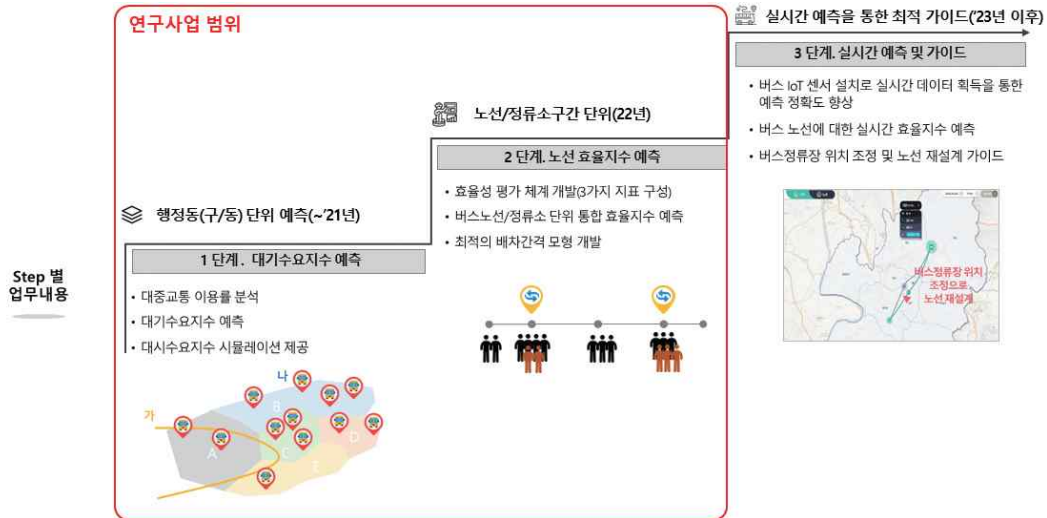 연구사업 범위
실시간 예측을 통한 최적 가이드('23년 이후)
3 단계. 실시간 예측 및 가이드
• 버스 IoT 센서 설치로 실시간 데이터 획득을 통한
예측 정확도 향상
• 버스 노선에 대한 실시간 효율지수 예측
• 버스정류장 위치 조정 및 노선 재설계 가이드
버스정류장 위치
조정으로
노선 재설계
노선/정류소구간 단위(22년)
2 단계. 노선 효율지수 예측
• 효율성 평가 체계 개발(3가지 지표 구성)
• 버스노선/정류소 단위 통합 효율지수 예측
• 최적의 배차간격 모형 개발
행정동(구/동) 단위 예측(~'21년)
1 단계. 대기수요지수 예측
• 대중교통 이용률 분석
• 대기수요지수 예측
• 대시수요지수 시뮬레이션 제공
Step 별
업무내용
나
가
B
A
C
D
E